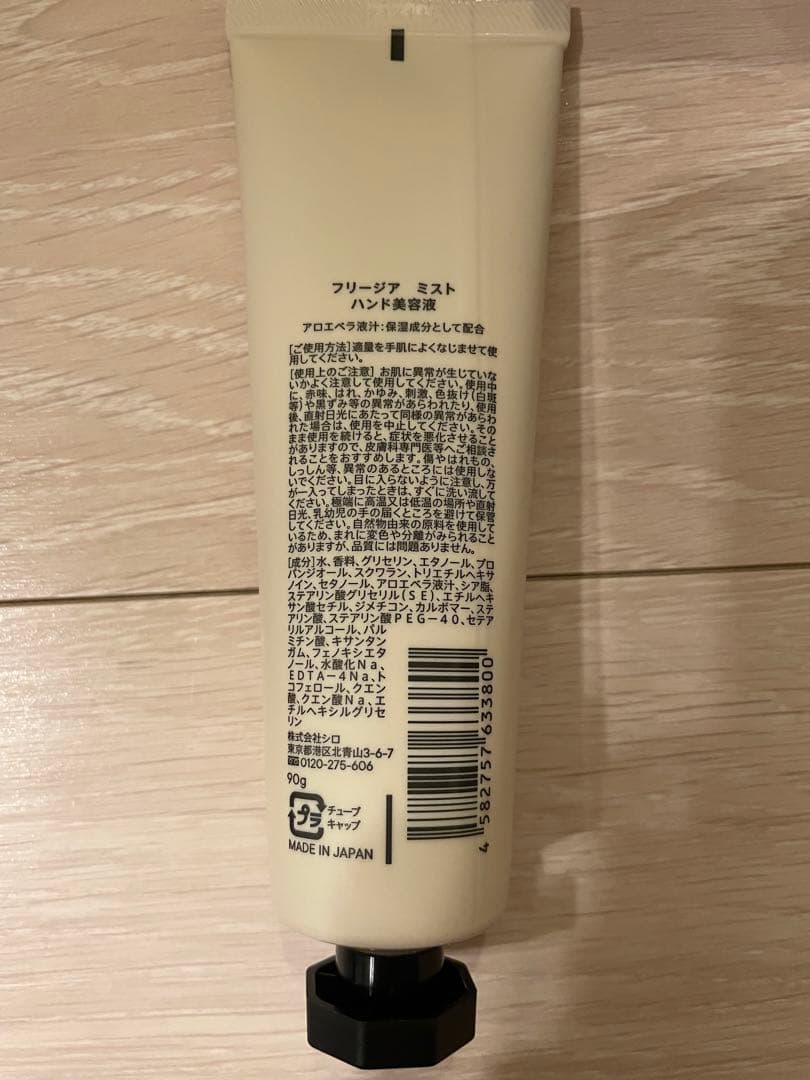 フリージア ミスト
ハンド美容液
アロエベラ液汁:保湿成分として配合
[ご使用方法]適量を手肌によくなじませて使
用してください。
[使用上のご注意] お肌に異常が生じていな
いかよく注意して使用してください。使用中
に、赤味、はれ、かゆみ、刺激、色抜け(白斑
等)や黒ずみ等の異常があらわれたり、使用
後、直射日光にあたって同様の異常があらわ
れた場合は、使用を中止してください。その
まま使用を続けると、症状を悪化させること
がありますので、皮膚科専門医等へご相談さ
れることをおすすめします。傷やはれもの、
しっしん等、異常のあるところには使用しな
いでください。目に入らないように注意し、万
が一入ってしまったときは、すぐに洗い流して
ください。極端に高温又は低温の場所や直射
日光、乳幼児の手の届くところを避けて保管
してください。自然物由来の原料を使用して
いるため、まれに変色や分離がみられること
がありますが、品質には問題ありません。
[成分]水、香料、グリセリン、エタノール、プロ
パンジオール、スクワラン、トリエチルヘキサ
ノイン、セタノール、アロエベラ液汁、シア脂、
ステアリン酸グリセリル(SE)、エチルヘキ
サン酸セチル、ジメチコン、カルボマー、ステ
アリン酸、ステアリン酸PEG-40、セテア
リルアルコール、パル
ミチン酸、キサンタン
ガム、フェノキシエタ
ノール、水酸化Na、
EDTA-4Na、ト
コフェロール、クエン
酸、クエン酸Na、エ
チルヘキシルグリセ
リン
株式会社シロ
東京都港区北青山3-6-7
0120-275-606
90g
プラ
チューブ
キャップ
MADE IN JAPAN
4 582757 633800